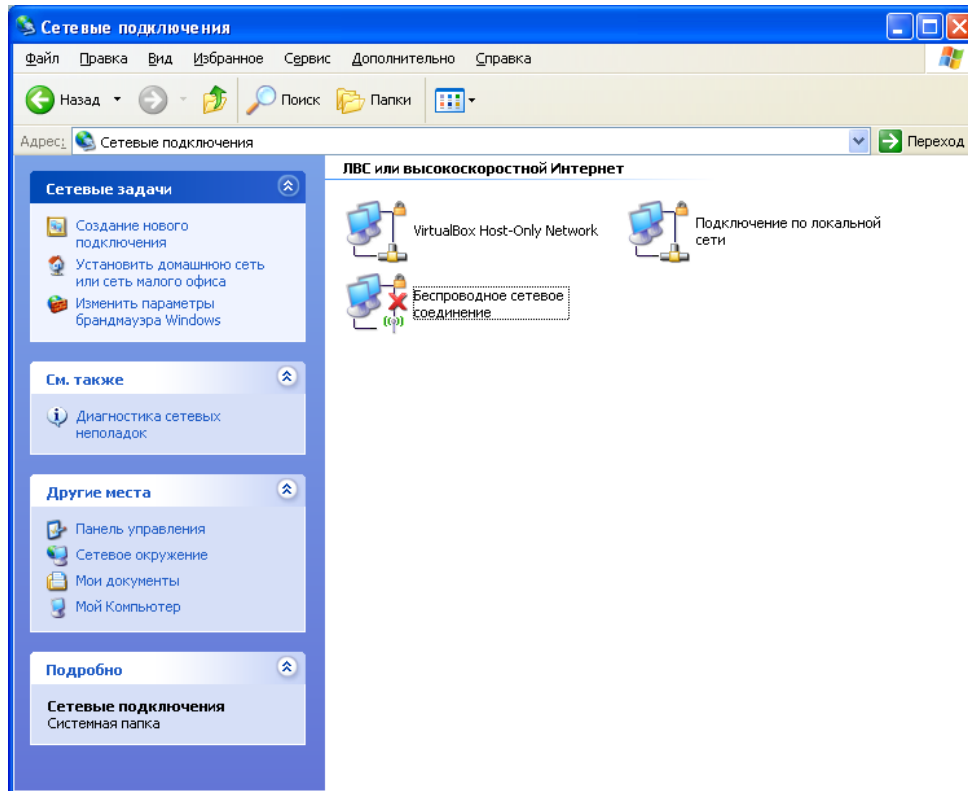 Сетевые подключения
Файл Правка Вид Избранное Сервис Дополнительно Справка
Назад Поиск Папки
Адрес: Сетевые подключения Переход
Сетевые задачи
Создание нового
подключения
Установить домашнюю сеть
или сеть малого офиса
Изменить параметры
брандмауэра Windows
См. также
Диагностика сетевых
неполадок
Другие места
Панель управления
Сетевое окружение
Мои документы
Мой Компьютер
Подробно
Сетевые подключения
Системная папка
ЛВС или высокоскоростной Интернет
VirtualBox Host-Only Network
Подключение по локальной
сети
Беспроводное сетевое
соединение